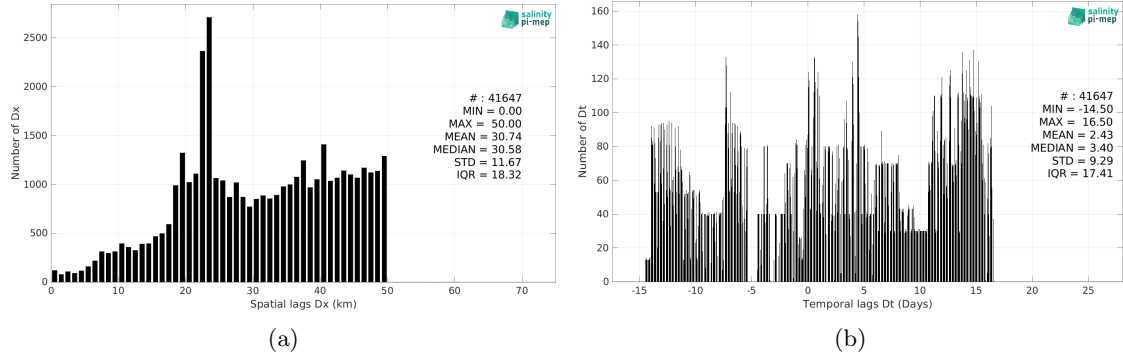 salinity
pi-mep
Number of Dx
2500
2000
1500
1000
500
0
# : 41647
MIN = 0.00
MAX = 50.00
MEAN = 30.74
MEDIAN = 30.58
STD = 11.67
IQR = 18.32
0 10 20 30 40 50 60 70
Spatial lags Dx (km)
(a)
salinity
pi-mep
Number of Dt
160
140
120
100
80
60
40
20
0
# : 41647
MIN = -14.50
MAX = 16.50
MEAN = 2.43
MEDIAN = 3.40
STD = 9.29
IQR = 17.41
-15 -10 -5 0 5 10 15 20 25
Temporal lags Dt (Days)
(b)